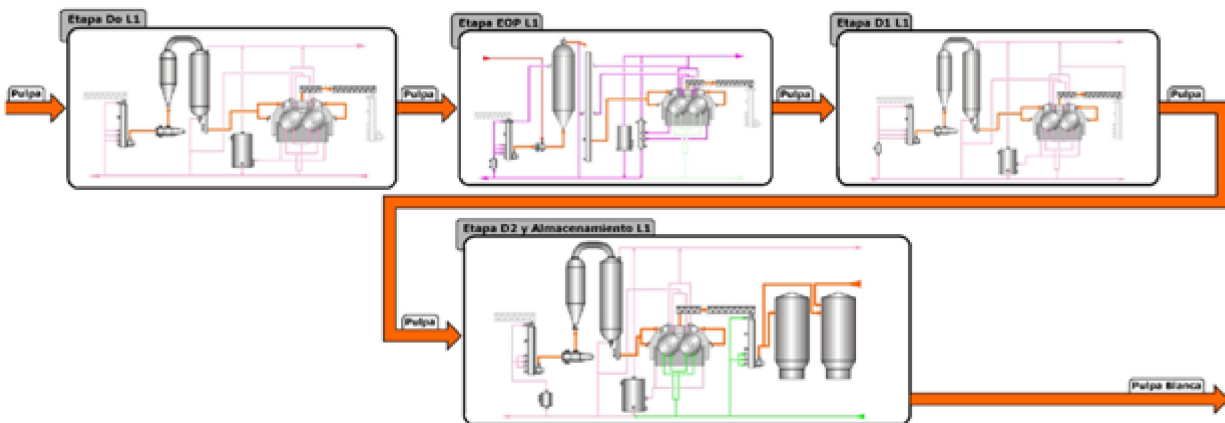 Etapa Do L1
Etapa EOP L1
Etapa D1 L1
Pulpa
Pulpa
Pulpa
Pulpa
Etapa D2 y Almacenamiento L1
Pulpa
Pulpa Blanca